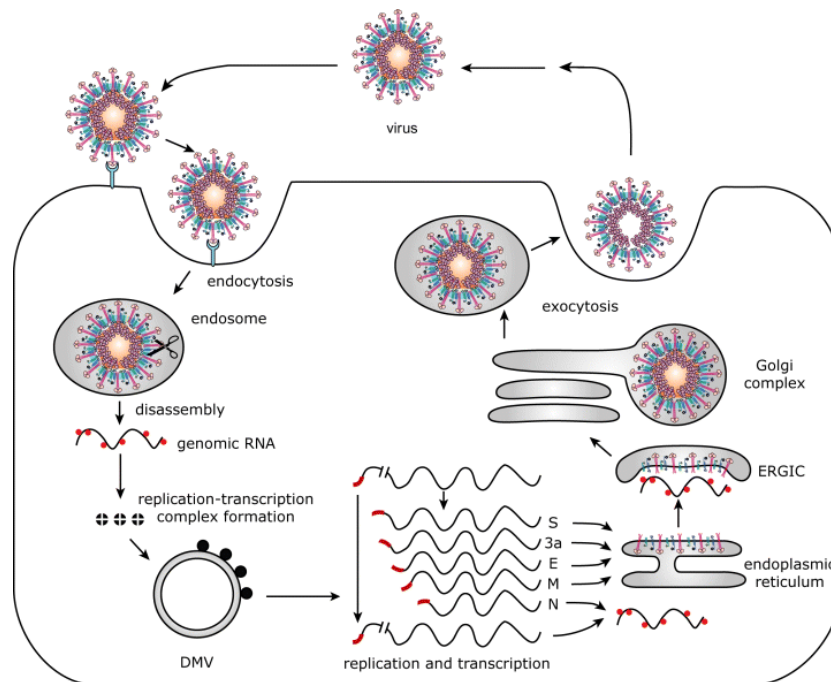 virus
endocytosis
endosome
exocytosis
Golgi
complex
disassembly
genomic RNA
ERGIC
replication-transcription
complex formation
S
3a
E
M
N
endoplasmic
reticulum
DMV
replication and transcription